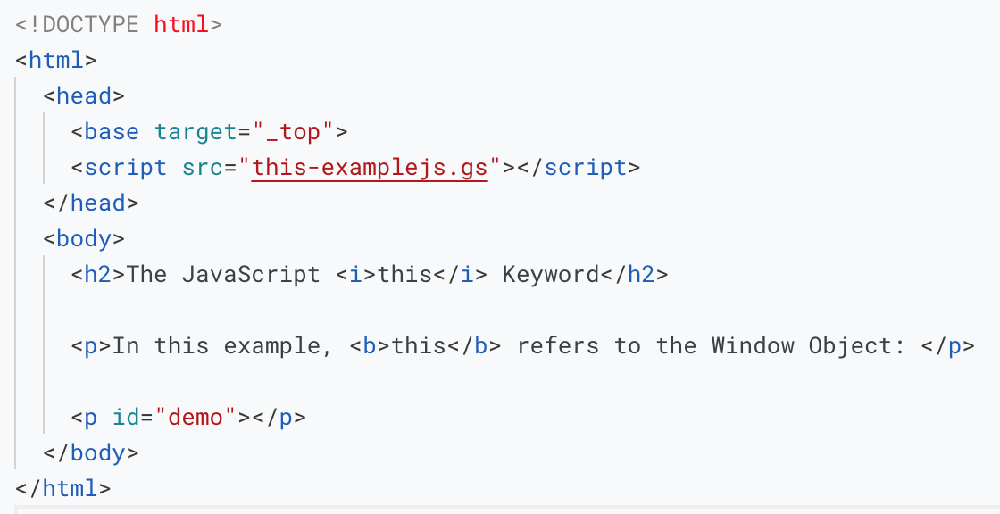 <!DOCTYPE html>
<html>
<head>
<base target="_top">
<script src="this-examplejs.gs"></script>
</head>
<body>
<h2>The JavaScript <i>this</i> Keyword</h2>
<p>In this example, <b>this</b> refers to the Window Object: </p>
<p id="demo"></p>
</body>
</html>